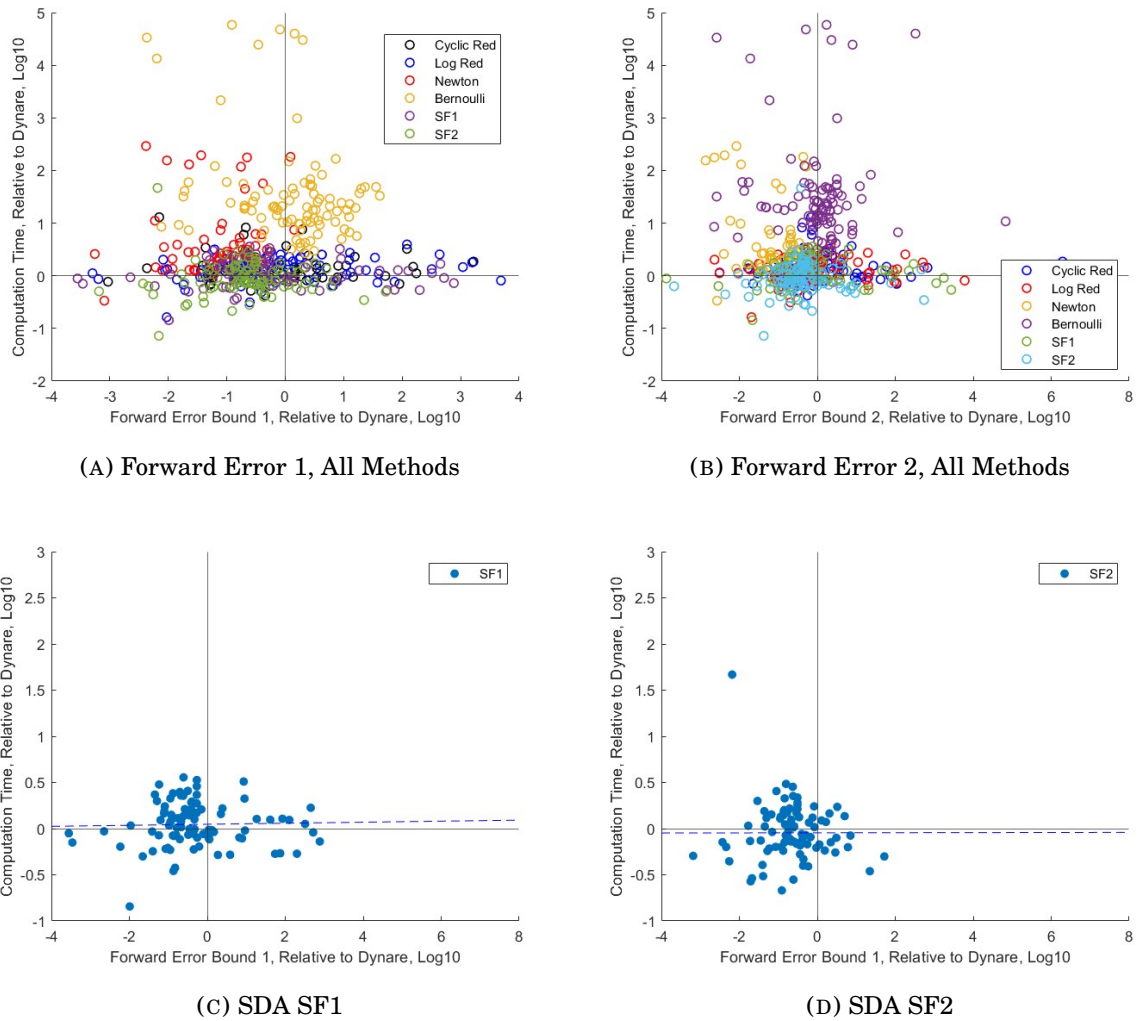 5
4
3
2
1
0
-1
-2
Computation Time, Relative to Dynare, Log10
Cyclic Red
Log Red
Newton
Bernoulli
SF1
SF2
-4
-3
-2
-1
0
1
2
3
4
Forward Error Bound 1, Relative to Dynare, Log10
(A) Forward Error 1, All Methods
5
4
3
2
1
0
-1
-2
Computation Time, Relative to Dynare, Log10
Cyclic Red
Log Red
Newton
Bernoulli
SF1
SF2
-4
-2
0
2
4
6
8
Forward Error Bound 2, Relative to Dynare, Log10
(B) Forward Error 2, All Methods
3
2.5
2
1.5
1
0.5
0
-0.5
-1
Computation Time, Relative to Dynare, Log10
SF1
-4
-2
0
2
4
6
8
Forward Error Bound 1, Relative to Dynare, Log10
(C) SDA SF1
3
2.5
2
1.5
1
0.5
0
-0.5
-1
Computation Time, Relative to Dynare, Log10
SF2
-4
-2
0
2
4
6
8
Forward Error Bound 1, Relative to Dynare, Log10
(D) SDA SF2